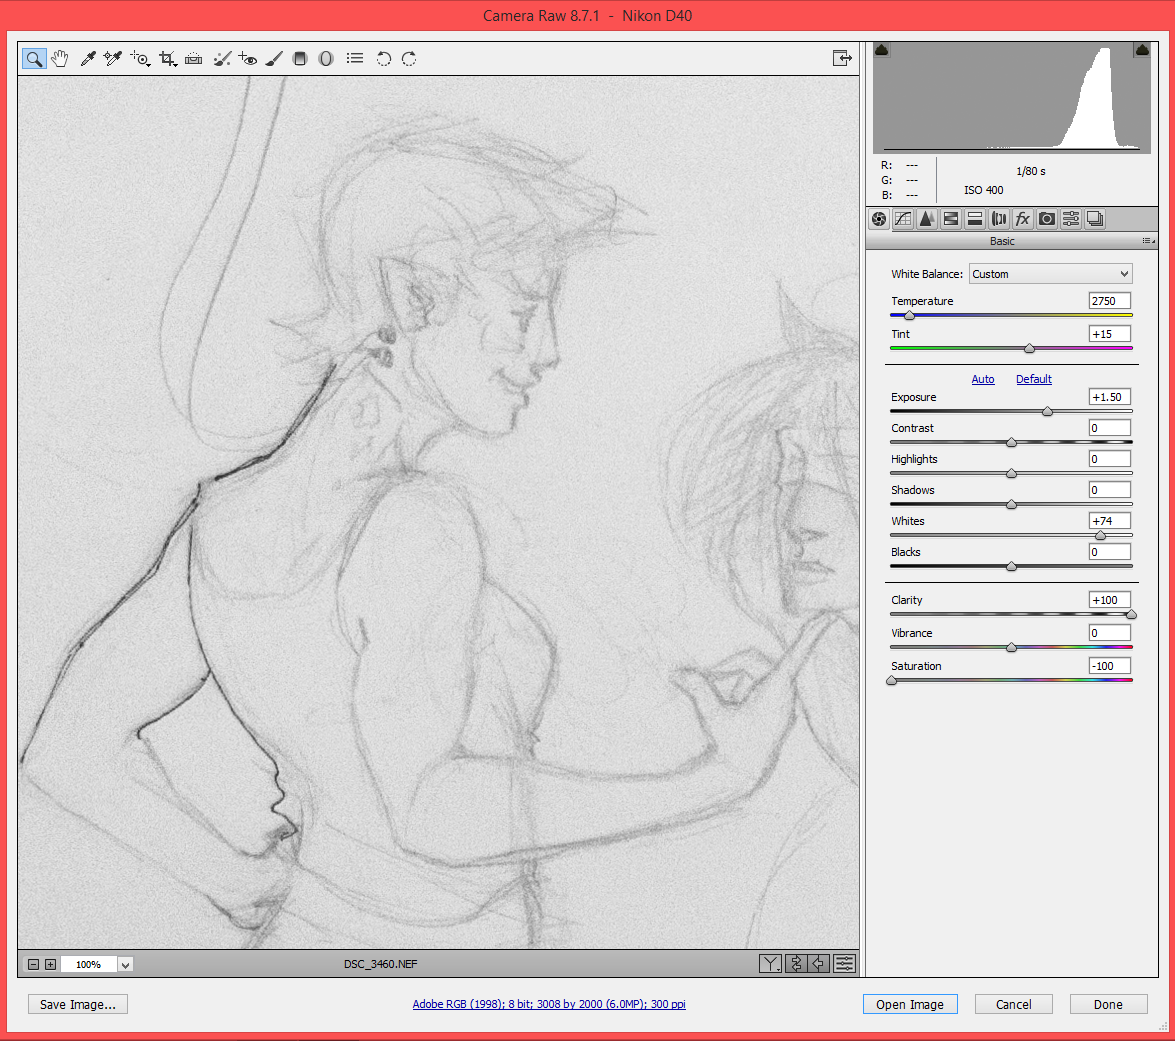 Camera Raw 8.7.1 - Nikon D40
R: ---
G: ---
B: ---
1/80 s
ISO 400
fx
Basic
White Balance: Custom
Temperature 2750
Tint +15
Auto Default
Exposure +1.50
Contrast 0
Highlights 0
Shadows 0
Whites +74
Blacks 0
Clarity +100
Vibrance 0
Saturation -100
100%
DSC_3460.NEF
Y
Save Image...
Adobe RGB (1998); 8 bit; 3008 by 2000 (6.0MP); 300 ppi
Open Image
Cancel
Done